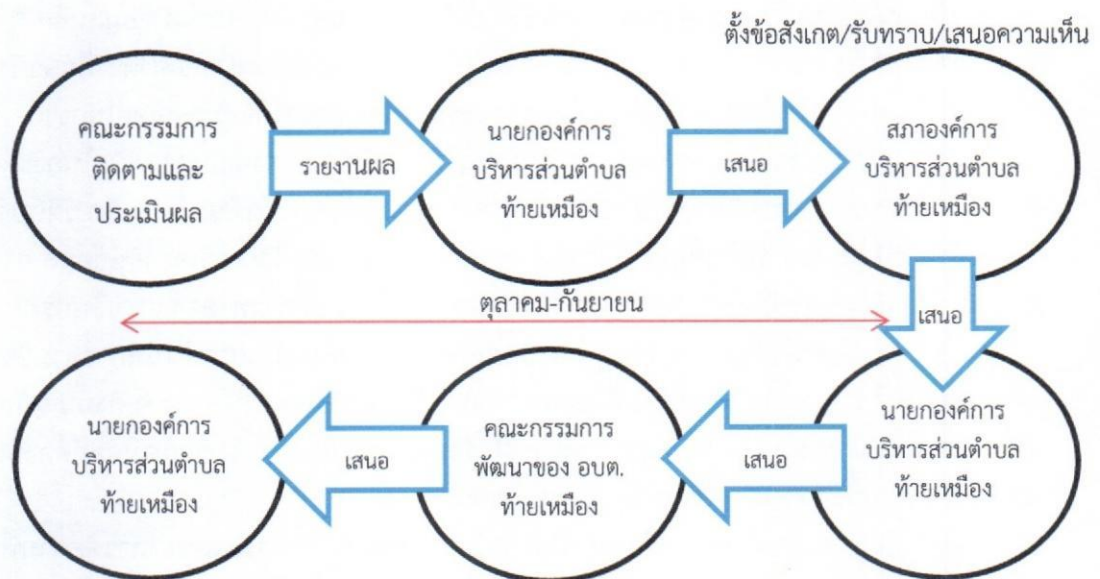 ตั้งข้อสังเกต/รับทราบ/เสนอความเห็น
คณะกรรมการ
ติดตามและ
ประเมินผล
รายงานผล
นายกองค์การ
บริหารส่วนตำบล
ท้ายเหมือง
เสนอ
สภาองค์การ
บริหารส่วนตำบล
ท้ายเหมือง
เสนอ
ตุลาคม-กันยายน
นายกองค์การ
บริหารส่วนตำบล
ท้ายเหมือง
เสนอ
คณะกรรมการ
พัฒนาของ อบต.
ท้ายเหมือง
เสนอ
นายกองค์การ
บริหารส่วนตำบล
ท้ายเหมือง